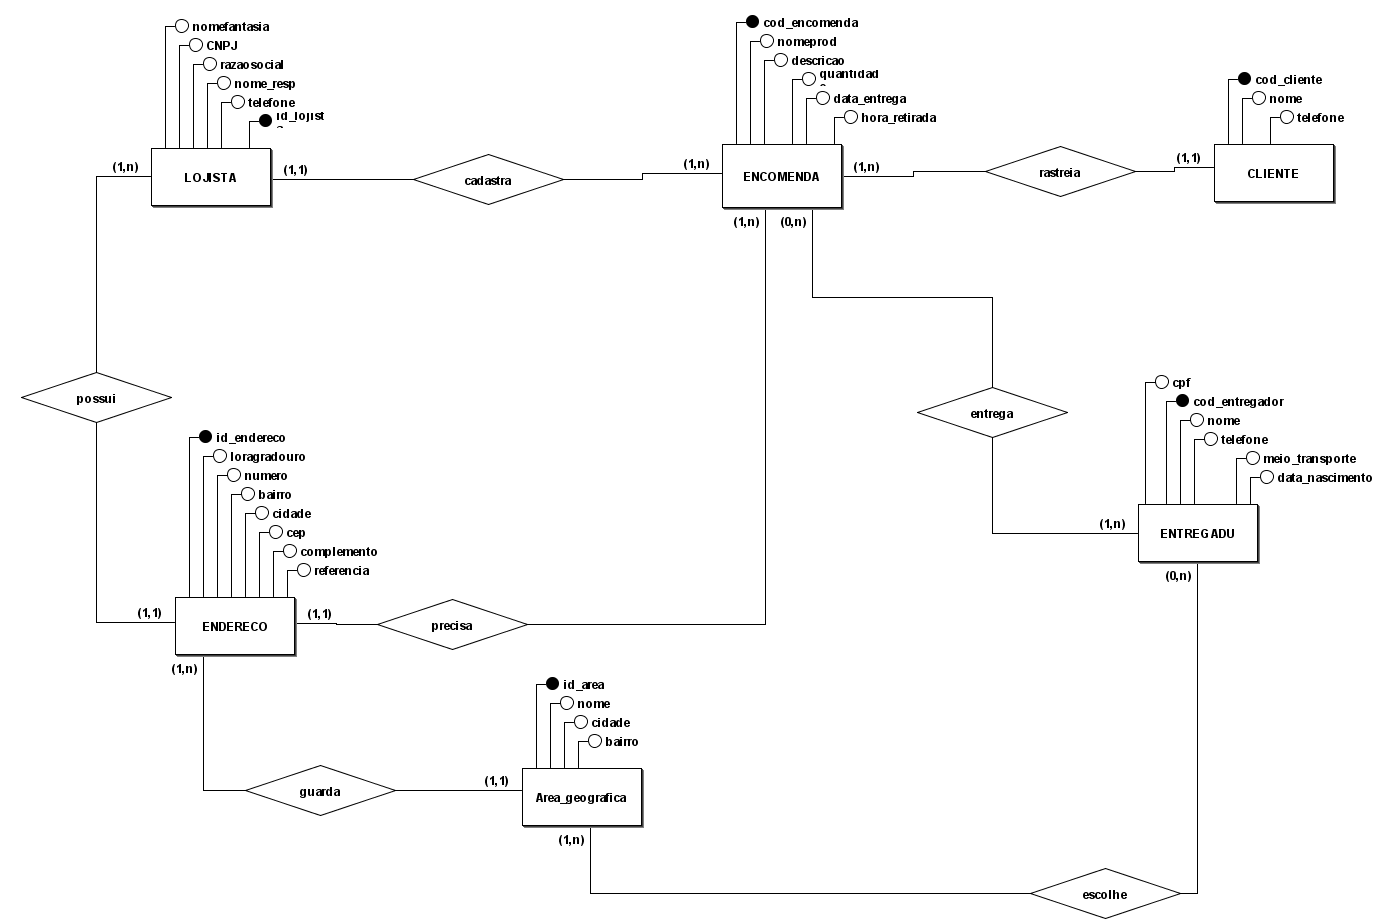 nomefantasia
CNPJ
razaosocial
nome_resp
telefone
id_lojist
LOJISTA
(1,n)
(1,1)
cadastra
(1,n)
cod_encomenda
nomeprod
descricao
quantidad
data_entrega
hora_retirada
ENCOMENDA
(1,n)
rastreia
(1,1)
cod_cliente
nome
telefone
CLIENTE
(1,n)
(0,n)
possui
entrega
cpf
cod_entregador
nome
telefone
meio_transporte
data_nascimento
(1,n)
ENTREGADU
(0,n)
id_endereco
loragradouro
numero
bairro
cidade
cep
complemento
referencia
(1,1)
ENDERECO
(1,1)
precisa
(1,n)
id_area
nome
cidade
bairro
guarda
(1,1)
Area_geografica
(1,n)
escolhe